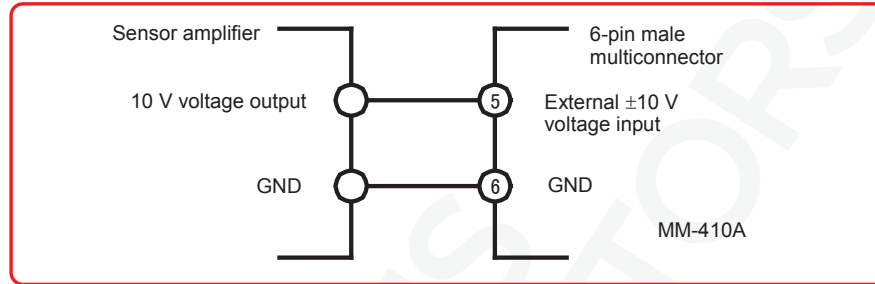 Sensor amplifier
6-pin male
multiconnector
10 V voltage output
5
External ±10 V
voltage input
GND
6
GND
MM-410A